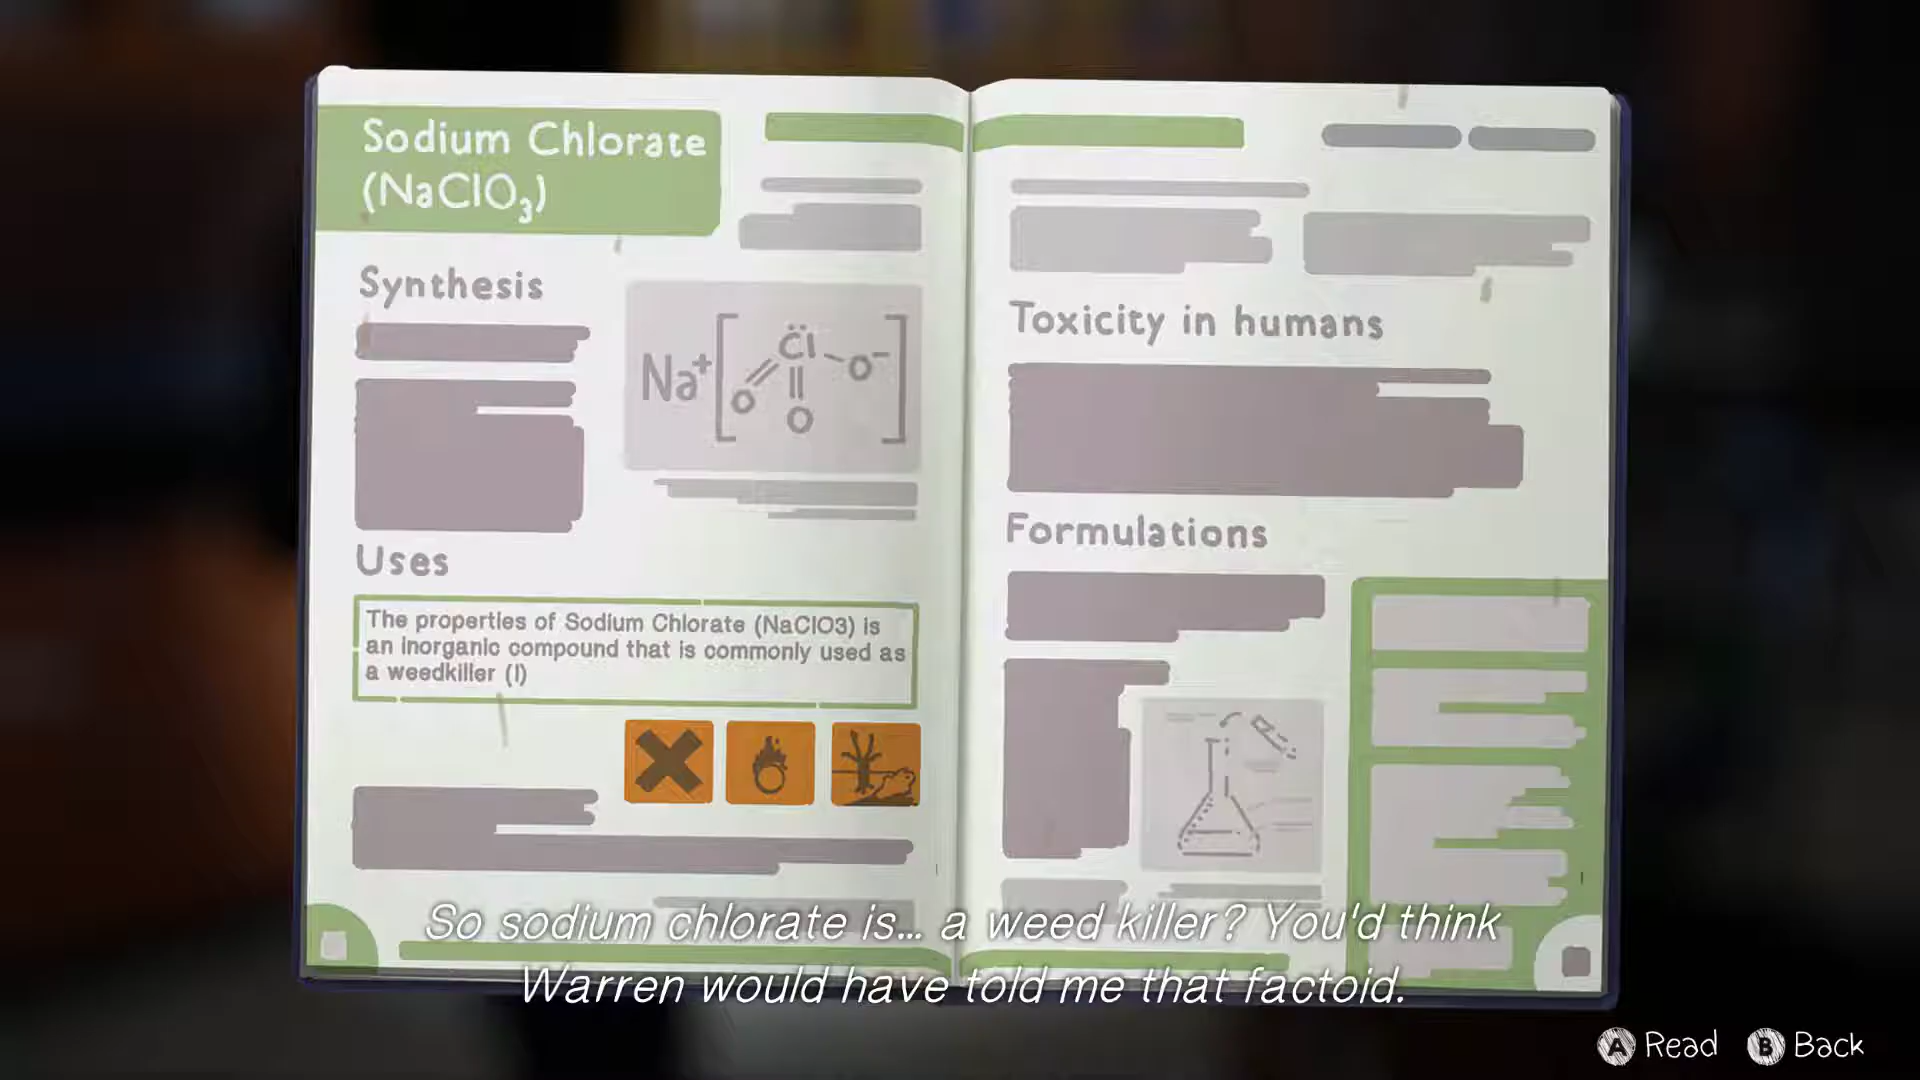 Sodium Chlorate
(NaClO3)
Synthesis
Na+ [ Cl O O O- ]
Uses
The properties of Sodium Chlorate (NaClO3) is
an inorganic compound that is commonly used as
a weedkiller (I)
Toxicity in humans
Formulations
So sodium chlorate is... a weed killer? You'd think
Warren would have told me that factoid.
A Read B Back